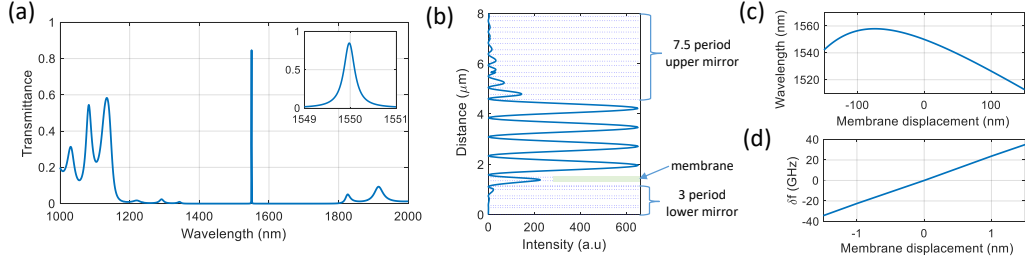 (a)
Transmittance
1
0.8
0.6
0.4
0.2
0
1000 1200 1400 1600 1800 2000
Wavelength (nm)
1
0.5
0
1549 1550 1551
(b)
Distance (μm)
8
6
4
2
0
0 200 400 600
Intensity (a.u)
7.5 period
upper mirror
membrane
3 period
lower mirror
(c)
Wavelength (nm)
1560
1540
1520
-100 0 100
Membrane displacement (nm)
(d)
δf (GHz)
40
20
0
-20
-40
-1 0 1
Membrane displacement (nm)